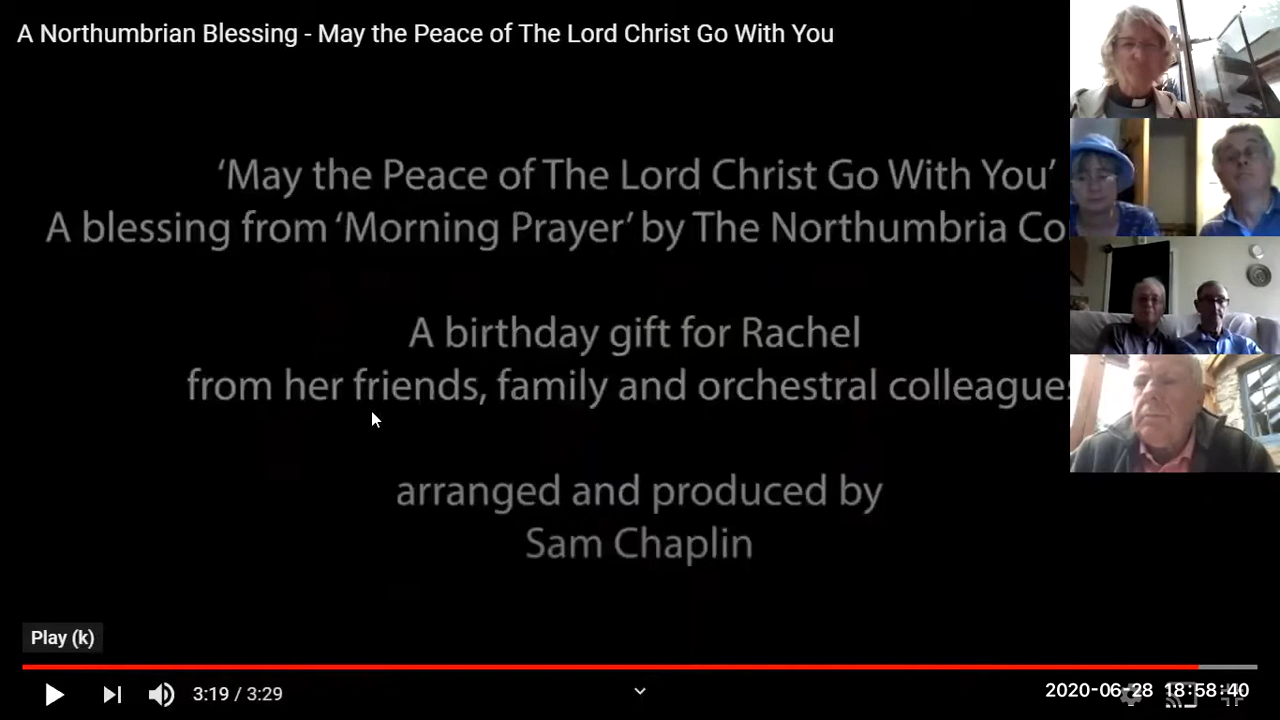 A Northumbrian Blessing - May the Peace of The Lord Christ Go With You
‘May the Peace of The Lord Christ Go With You’
A blessing from ‘Morning Prayer’ by The Northumbria Co
A birthday gift for Rachel
from her friends, family and orchestral colleagues
arranged and produced by
Sam Chaplin
Play (k)
3:19 / 3:29
2020-06-28 18:58:40